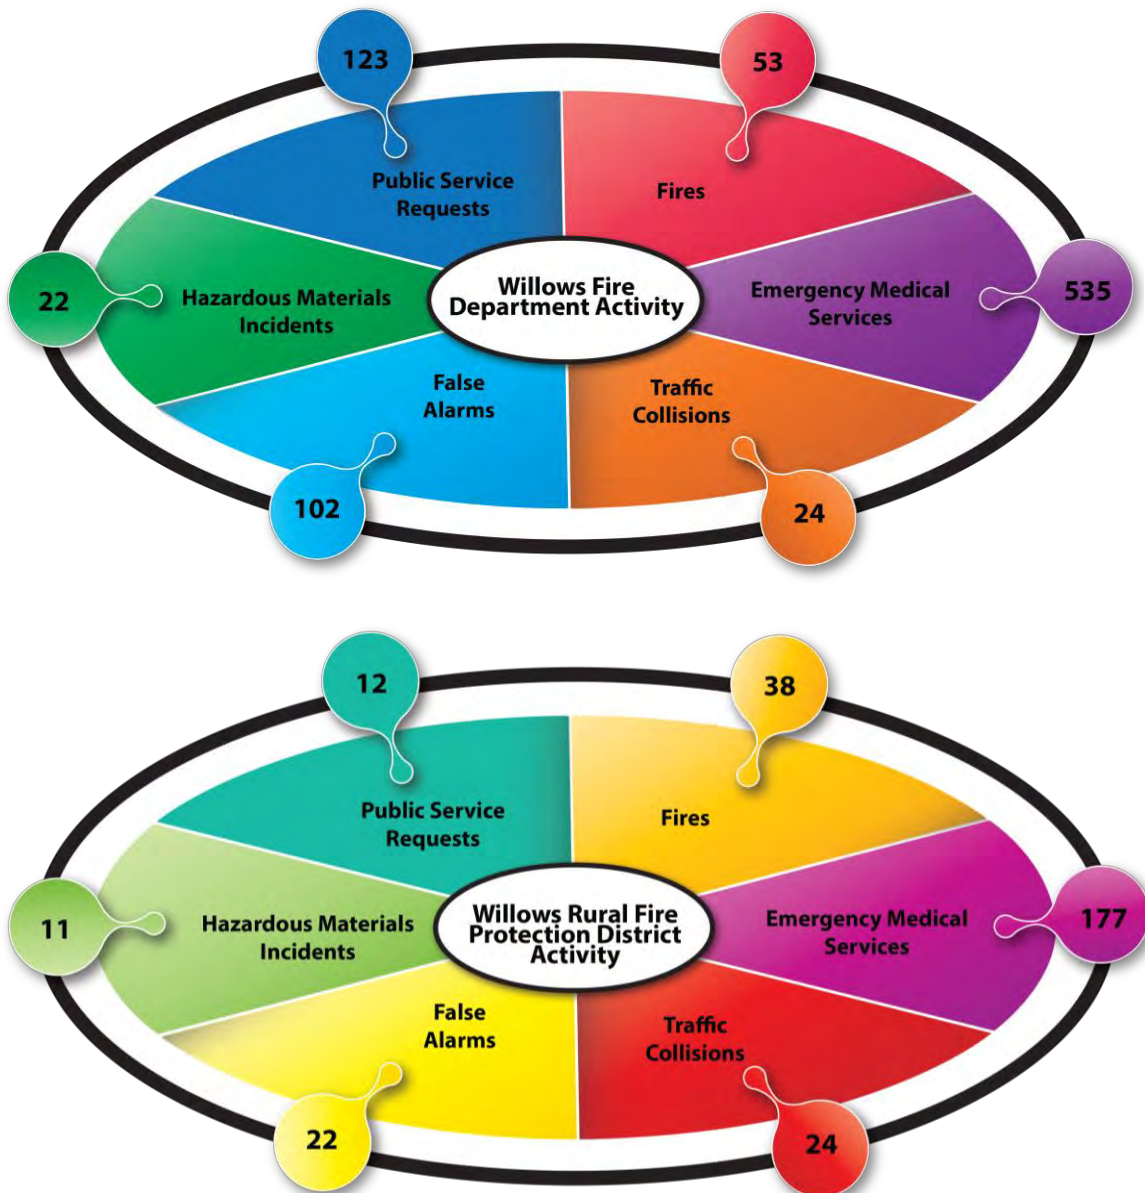 123
53
Public Service
Requests
Fires
22
Hazardous Materials
Incidents
Willows Fire
Department Activity
Emergency Medical
Services
535
False
Alarms
Traffic
Collisions
102
24
12
38
Public Service
Requests
Fires
11
Hazardous Materials
Incidents
Willows Rural Fire
Protection District
Activity
Emergency Medical
Services
177
False
Alarms
Traffic
Collisions
22
24